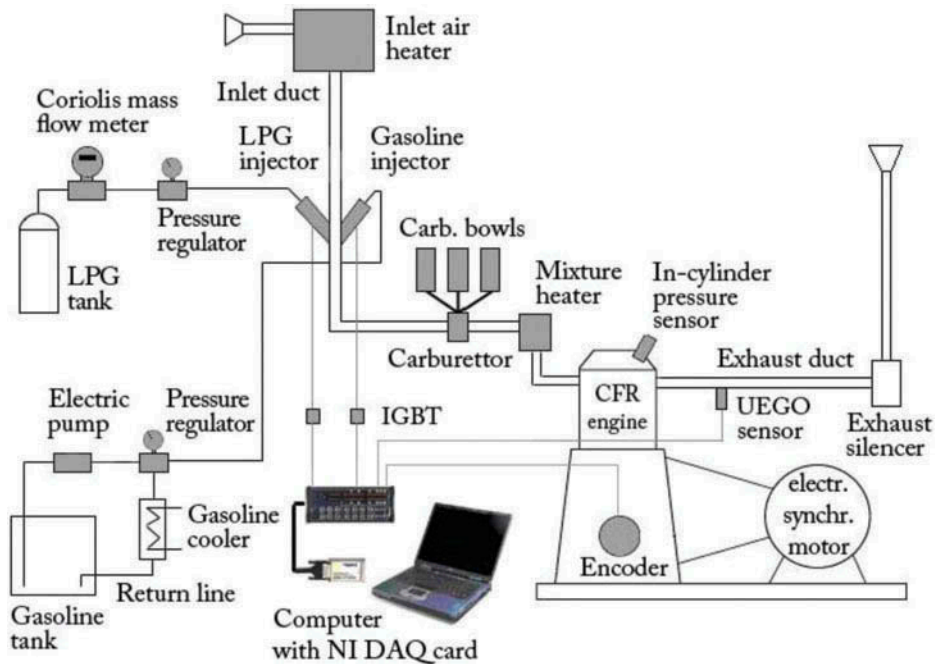 Inlet air
heater
Inlet duct
Coriolis mass
flow meter
LPG
injector
Gasoline
injector
Pressure
regulator
LPG
tank
Carb. bowls
Mixture
heater
In-cylinder
pressure
sensor
Carburettor
Exhaust duct
CFR
engine
UEGO
sensor
Exhaust
silencer
Electric
pump
Pressure
regulator
IGBT
Gasoline
cooler
electr.
synchr.
motor
Encoder
Return line
Gasoline
tank
Computer
with NI DAQ card